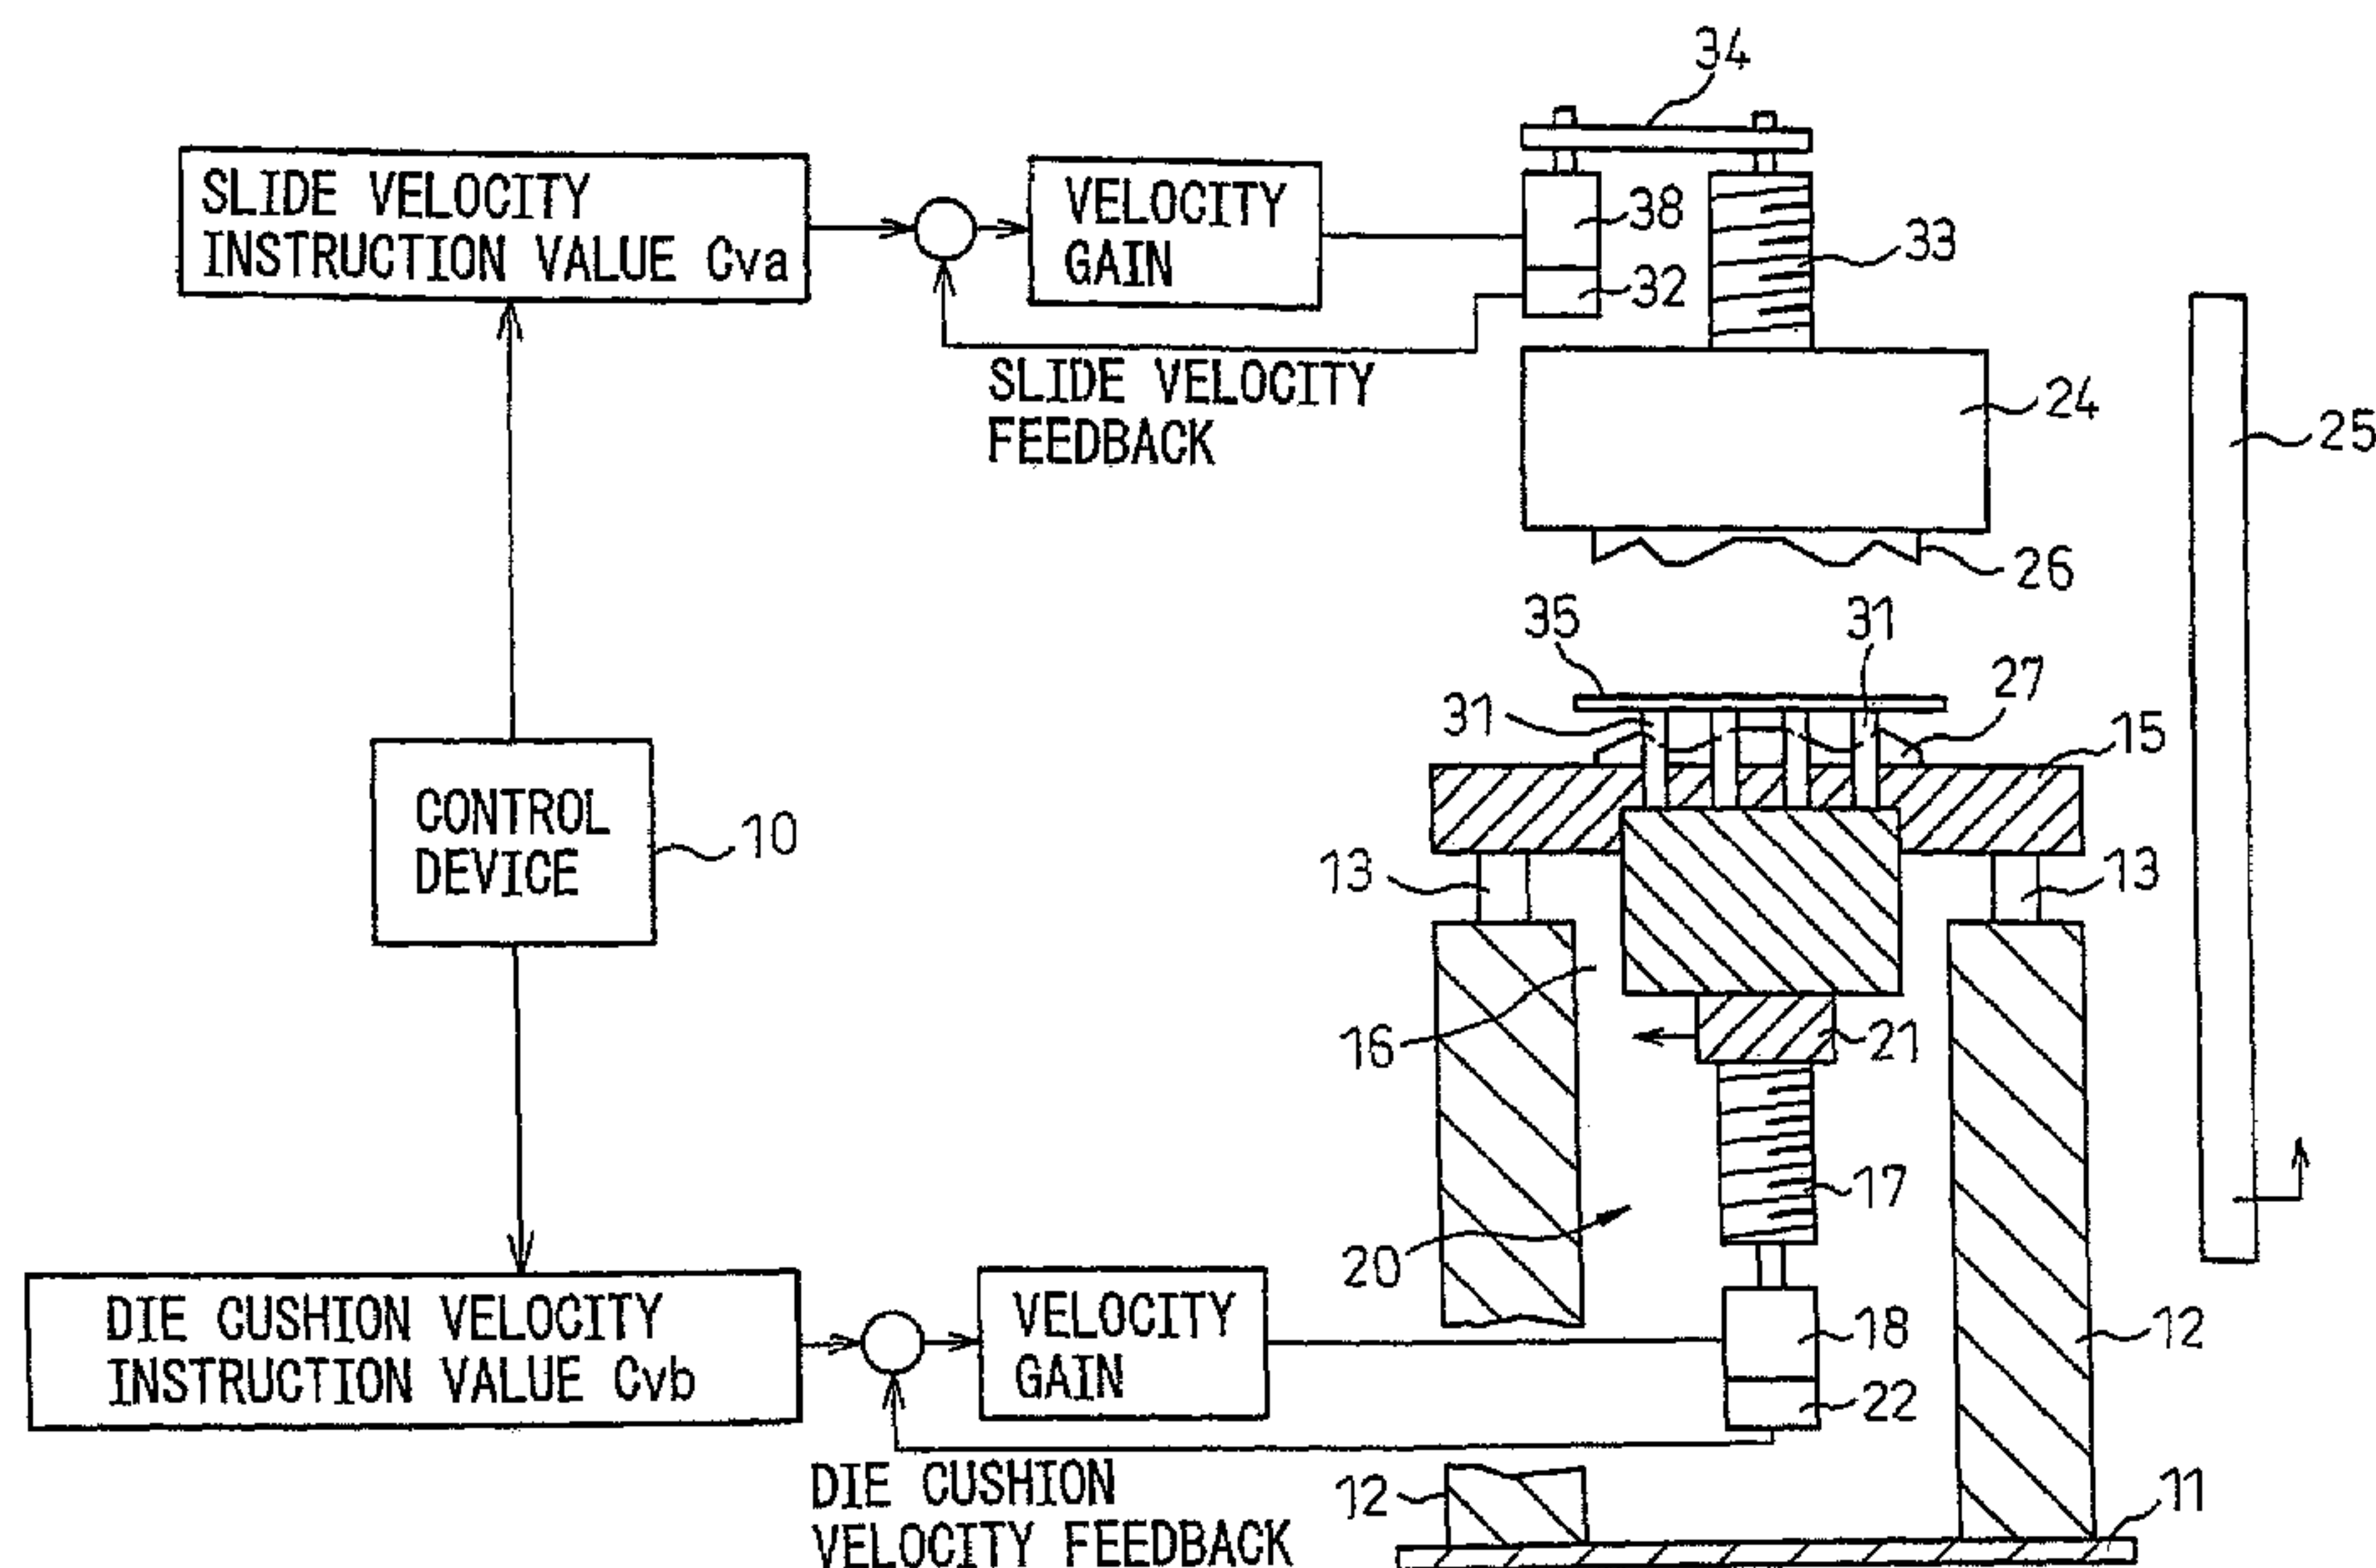 34
SLIDE VELOCITY
INSTRUCTION VALUE Cva
VELOCITY
GAIN
38
33
32
SLIDE VELOCITY
FEEDBACK
24
25
26
35
31
31
27
15
CONTROL
DEVICE
10
13
13
16
21
17
20
DIE CUSHION VELOCITY
INSTRUCTION VALUE Cvb
VELOCITY
GAIN
18
12
22
DIE CUSHION
VELOCITY FEEDBACK
12
11